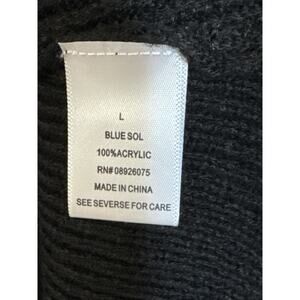 L
BLUE SOL
100%ACRYLIC
RN# 08926075
MADE IN CHINA
SEE SEVERSE FOR CARE